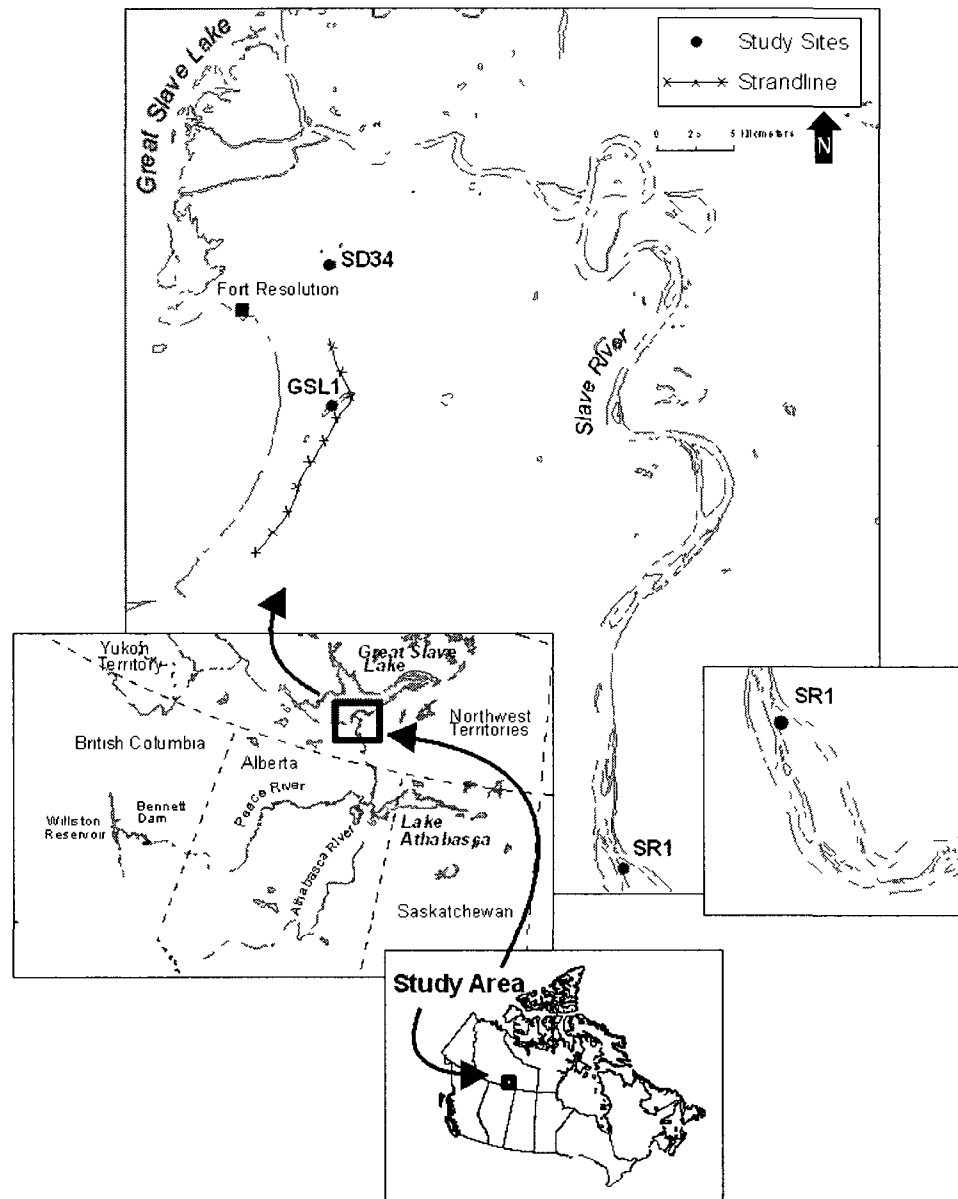 Great Slave Lake
Study Sites
Strandline
0 2.5 5 Kilometers
N
SD34
Fort Resolution
GSL1
Slave River
SR1
SR1
Yukon
Territory
Great Slave
Lake
Northwest
Territories
British Columbia
Alberta
Peace River
Bennett
Dam
Williston
Reservoir
Athabasca River
Lake
Athabasca
Saskatchewan
Study Area